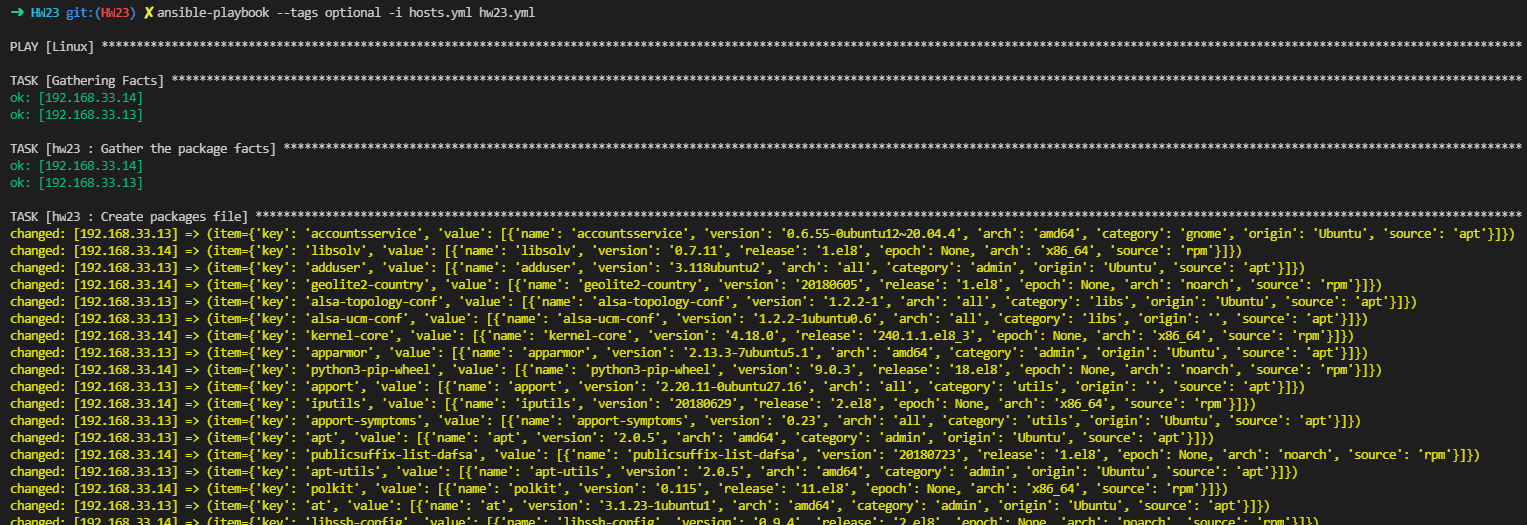 ➜ HW23 git:(HW23) ✗ ansible-playbook --tags optional -i hosts.yml hw23.yml
PLAY [Linux] ***********************************************************************************************************************************************************************************************************
TASK [Gathering Facts] *************************************************************************************************************************************************************************************************
ok: [192.168.33.14]
ok: [192.168.33.13]
TASK [hw23 : Gather the package facts] *********************************************************************************************************************************************************************************
ok: [192.168.33.14]
ok: [192.168.33.13]
TASK [hw23 : Create packages file] *************************************************************************************************************************************************************************************
changed: [192.168.33.13] => (item={'key': 'accountsservice', 'value': [{'name': 'accountsservice', 'version': '0.6.55-0ubuntu12~20.04.4', 'arch': 'amd64', 'category': 'gnome', 'origin': 'Ubuntu', 'source': 'apt'}]})
changed: [192.168.33.14] => (item={'key': 'libsolv', 'value': [{'name': 'libsolv', 'version': '0.7.11', 'release': '1.el8', 'epoch': None, 'arch': 'x86_64', 'source': 'rpm'}]})
changed: [192.168.33.13] => (item={'key': 'adduser', 'value': [{'name': 'adduser', 'version': '3.118ubuntu2', 'arch': 'all', 'category': 'admin', 'origin': 'Ubuntu', 'source': 'apt'}]})
changed: [192.168.33.14] => (item={'key': 'geolite2-country', 'value': [{'name': 'geolite2-country', 'version': '20180605', 'release': '1.el8', 'epoch': None, 'arch': 'noarch', 'source': 'rpm'}]})
changed: [192.168.33.13] => (item={'key': 'alsa-topology-conf', 'value': [{'name': 'alsa-topology-conf', 'version': '1.2.2-1', 'arch': 'all', 'category': 'libs', 'origin': 'Ubuntu', 'source': 'apt'}]})
changed: [192.168.33.13] => (item={'key': 'alsa-ucm-conf', 'value': [{'name': 'alsa-ucm-conf', 'version': '1.2.2-1ubuntu0.6', 'arch': 'all', 'category': 'libs', 'origin': '', 'source': 'apt'}]})
changed: [192.168.33.14] => (item={'key': 'kernel-core', 'value': [{'name': 'kernel-core', 'version': '4.18.0', 'release': '240.1.1.el8_3', 'epoch': None, 'arch': 'x86_64', 'source': 'rpm'}]})
changed: [192.168.33.13] => (item={'key': 'apparmor', 'value': [{'name': 'apparmor', 'version': '2.13.3-7ubuntu5.1', 'arch': 'amd64', 'category': 'admin', 'origin': 'Ubuntu', 'source': 'apt'}]})
changed: [192.168.33.14] => (item={'key': 'python3-pip-wheel', 'value': [{'name': 'python3-pip-wheel', 'version': '9.0.3', 'release': '18.el8', 'epoch': None, 'arch': 'noarch', 'source': 'rpm'}]})
changed: [192.168.33.13] => (item={'key': 'apport', 'value': [{'name': 'apport', 'version': '2.20.11-0ubuntu27.16', 'arch': 'all', 'category': 'utils', 'origin': '', 'source': 'apt'}]})
changed: [192.168.33.14] => (item={'key': 'iputils', 'value': [{'name': 'iputils', 'version': '20180629', 'release': '2.el8', 'epoch': None, 'arch': 'x86_64', 'source': 'rpm'}]})
changed: [192.168.33.13] => (item={'key': 'apport-symptoms', 'value': [{'name': 'apport-symptoms', 'version': '0.23', 'arch': 'all', 'category': 'utils', 'origin': 'Ubuntu', 'source': 'apt'}]})
changed: [192.168.33.13] => (item={'key': 'apt', 'value': [{'name': 'apt', 'version': '2.0.5', 'arch': 'amd64', 'category': 'admin', 'origin': 'Ubuntu', 'source': 'apt'}]})
changed: [192.168.33.14] => (item={'key': 'publicsuffix-list-dafsa', 'value': [{'name': 'publicsuffix-list-dafsa', 'version': '20180723', 'release': '1.el8', 'epoch': None, 'arch': 'noarch', 'source': 'rpm'}]})
changed: [192.168.33.13] => (item={'key': 'apt-utils', 'value': [{'name': 'apt-utils', 'version': '2.0.5', 'arch': 'amd64', 'category': 'admin', 'origin': 'Ubuntu', 'source': 'apt'}]})
changed: [192.168.33.14] => (item={'key': 'polkit', 'value': [{'name': 'polkit', 'version': '0.115', 'release': '11.el8', 'epoch': None, 'arch': 'x86_64', 'source': 'rpm'}]})
changed: [192.168.33.13] => (item={'key': 'at', 'value': [{'name': 'at', 'version': '3.1.23-1ubuntu1', 'arch': 'amd64', 'category': 'admin', 'origin': 'Ubuntu', 'source': 'apt'}]})
changed: [192.168.33.14] => (item={'key': 'libssh-config', 'value': [{'name': 'libssh-config', 'version': '0.9.4', 'release': '2.el8', 'epoch': None, 'arch': 'noarch', 'source': 'rpm'}]})